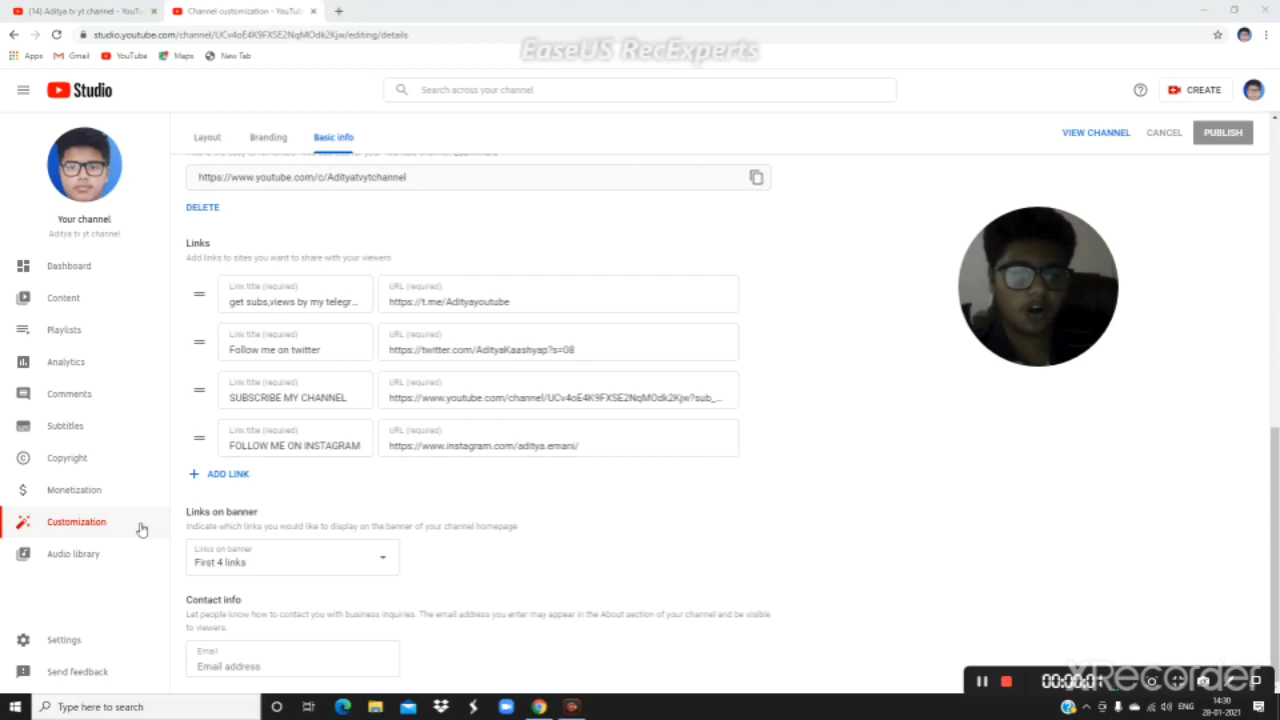 (14) Aditya tv yt channel - YouTu
Channel customization - YouTub
studio.youtube.com/channel/UCv4oE4K9FXSE2NqMOdk2Kjw/editing/details
Apps Gmail YouTube Maps New Tab
EaseUS RecExperts
Studio
Search across your channel
CREATE
Layout Branding Basic info
VIEW CHANNEL CANCEL PUBLISH
https://www.youtube.com/c/Adityatvytchannel
DELETE
Your channel
Aditya tv yt channel
Dashboard
Content
Playlists
Analytics
Comments
Subtitles
Copyright
Monetization
Customization
Audio library
Settings
Send feedback
Links
Add links to sites you want to share with your viewers
Link title (required) URL (required)
get subs,views by my telegr... https://t.me/Adityayoutube
Link title (required) URL (required)
Follow me on twitter https://twitter.com/AdityaKaashyap?s=08
Link title (required) URL (required)
SUBSCRIBE MY CHANNEL https://www.youtube.com/channel/UCv4oE4K9FXSE2NqMOdk2Kjw?sub_...
Link title (required) URL (required)
FOLLOW ME ON INSTAGRAM https://www.instagram.com/aditya.emani/
+ ADD LINK
Links on banner
Indicate which links you would like to display on the banner of your channel homepage
Links on banner
First 4 links
Contact info
Let people know how to contact you with business inquiries. The email address you enter may appear in the About section of your channel and be visible
to viewers.
Email
Email address
XRecorder
00:00:01
Type here to search
ENG
14:30
28-01-2021